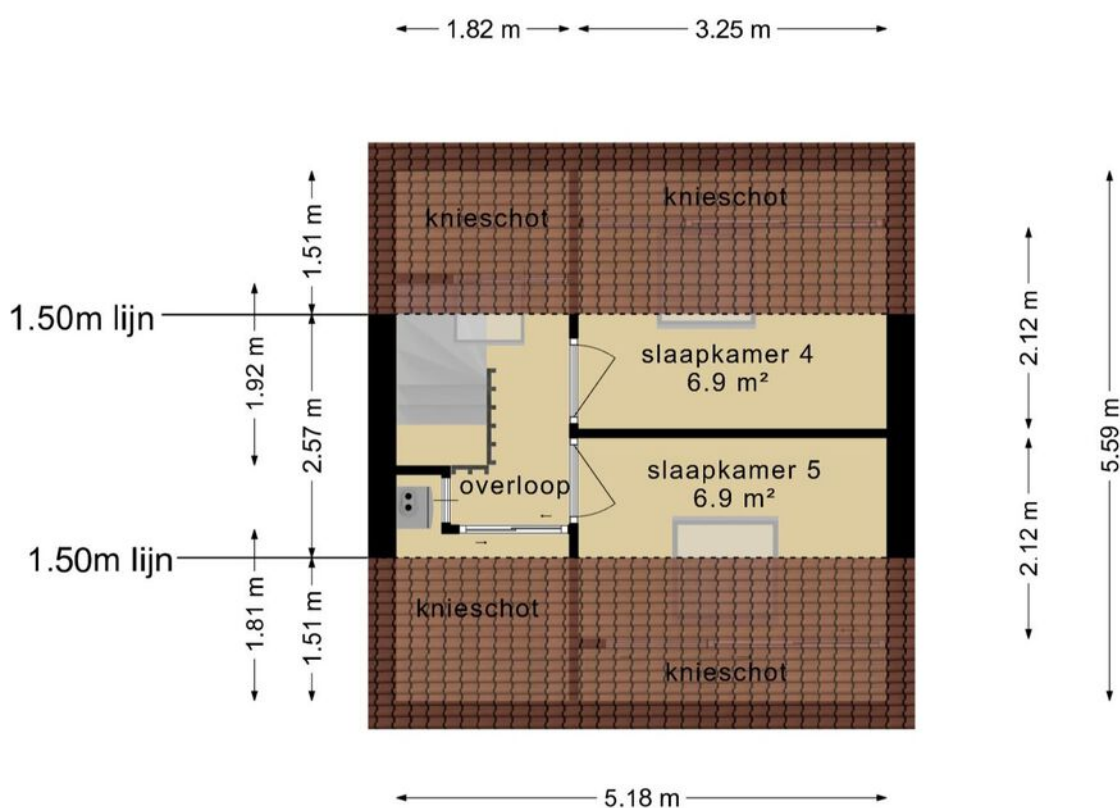 1.82 m
3.25 m
knieschot
knieschot
1.51 m
1.50m lijn
1.92 m
2.57 m
slaapkamer 4
6.9 m²
2.12 m
5.59 m
overloop
slaapkamer 5
6.9 m²
1.50m lijn
2.12 m
1.81 m
1.51 m
knieschot
knieschot
5.18 m